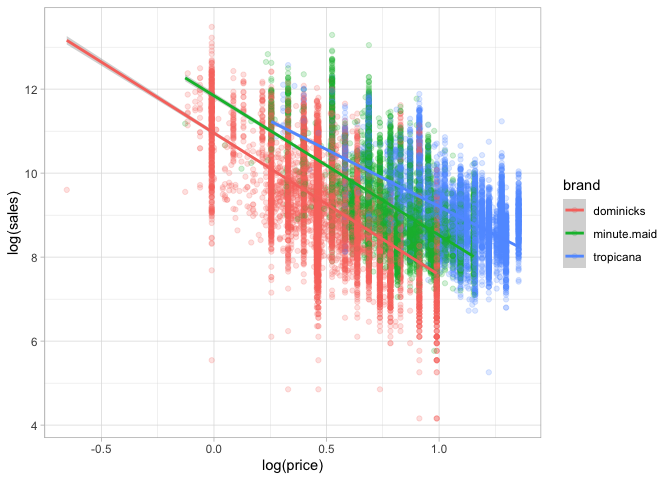 12
10
8
6
4
log(sales)
-0.5
0.0
0.5
1.0
log(price)
brand
dominicks
minute.maid
tropicana